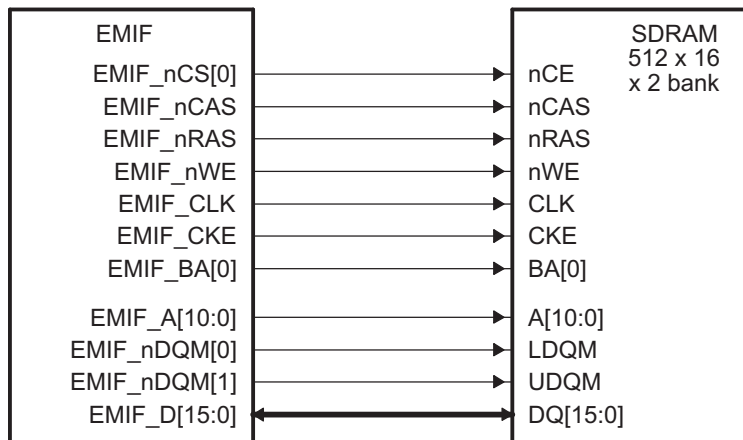 EMIF
EMIF_nCS[0]
EMIF_nCAS
EMIF_nRAS
EMIF_nWE
EMIF_CLK
EMIF_CKE
EMIF_BA[0]
EMIF_A[10:0]
EMIF_nDQM[0]
EMIF_nDQM[1]
EMIF_D[15:0]
SDRAM
512 x 16
x 2 bank
nCE
nCAS
nRAS
nWE
CLK
CKE
BA[0]
A[10:0]
LDQM
UDQM
DQ[15:0]